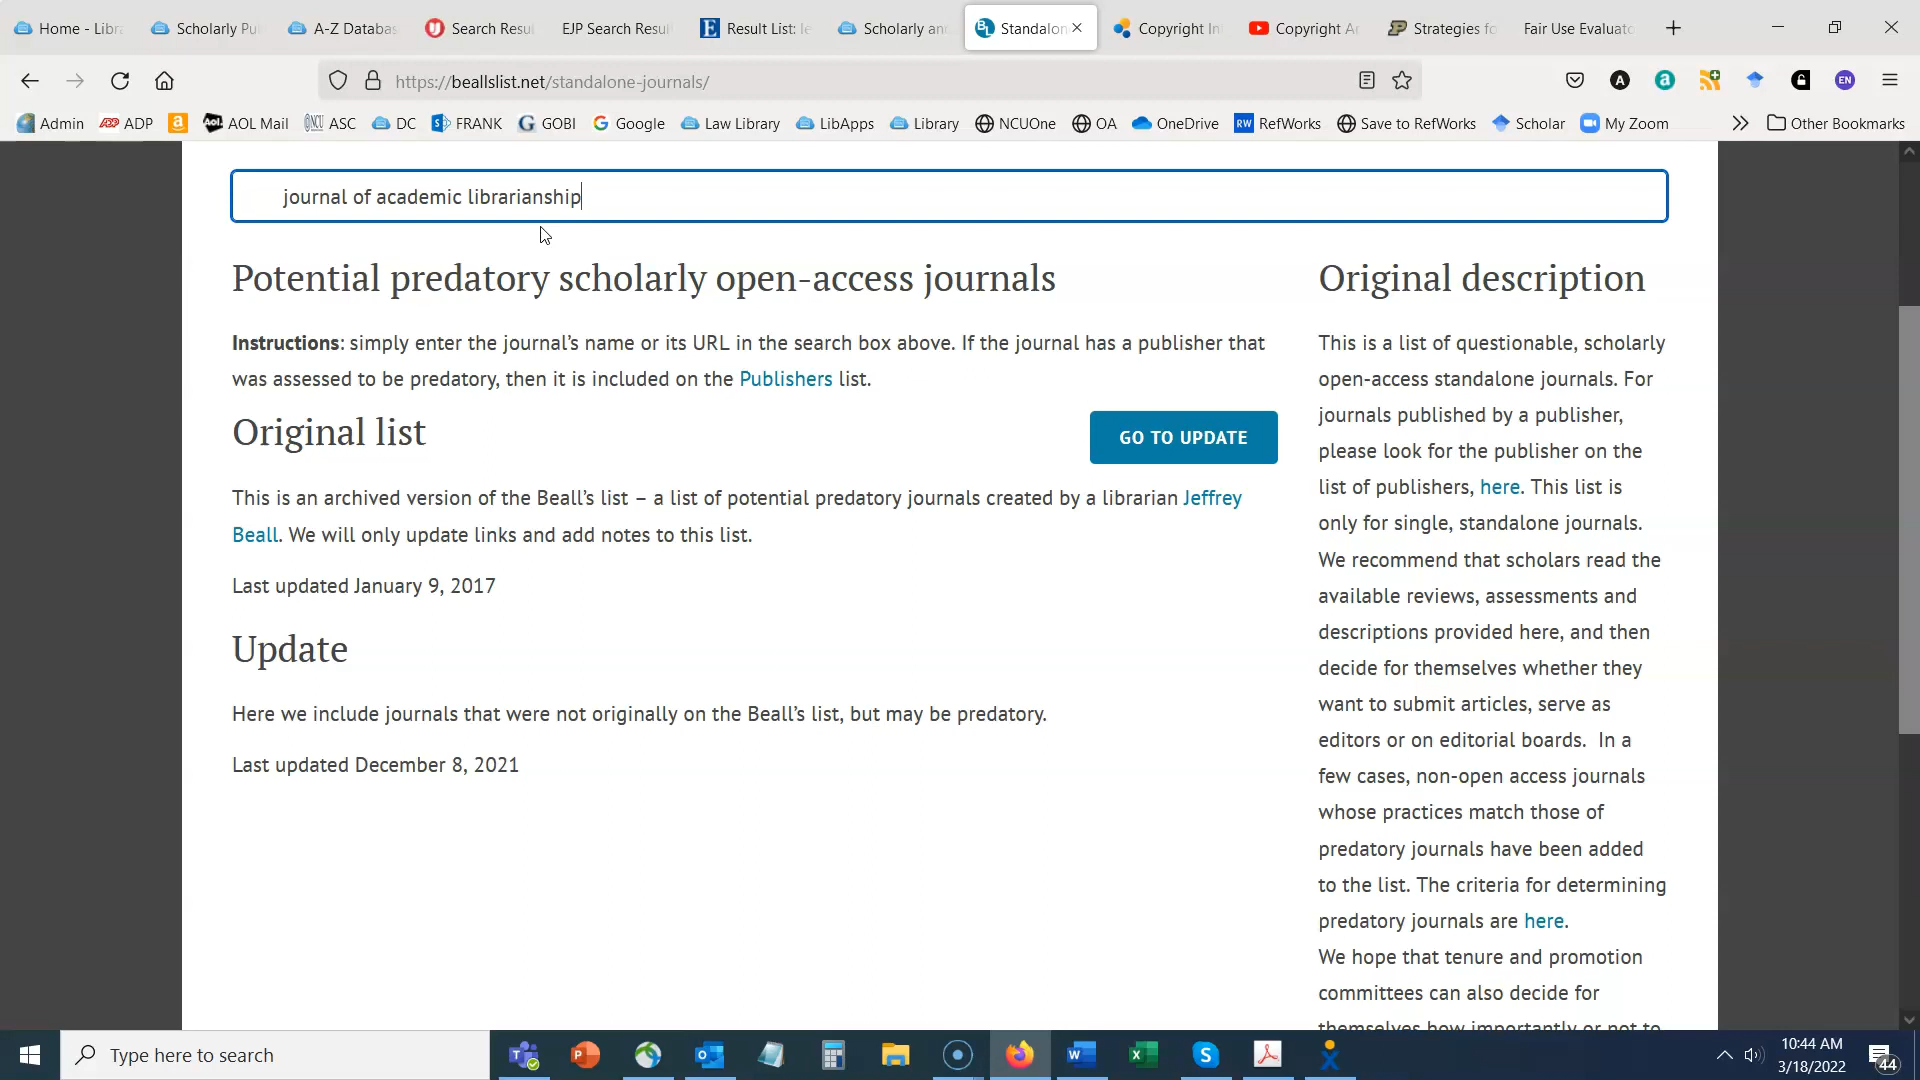 Home - Libr
Scholarly Pu
A-Z Databas
Search Resu
EJP Search Resul
Result List: le
Scholarly an
Standalon
Copyright In
Copyright A
Strategies fo
Fair Use Evaluato
https://beallslist.net/standalone-journals/
Admin
ADP
AOL Mail
ASC
DC
FRANK
GOBI
Google
Law Library
LibApps
Library
NCUOne
OA
OneDrive
RefWorks
Save to RefWorks
Scholar
My Zoom
Other Bookmarks
journal of academic librarianship
Potential predatory scholarly open-access journals
Instructions: simply enter the journal’s name or its URL in the search box above. If the journal has a publisher that
was assessed to be predatory, then it is included on the Publishers list.
Original list
GO TO UPDATE
This is an archived version of the Beall’s list – a list of potential predatory journals created by a librarian Jeffrey
Beall. We will only update links and add notes to this list.
Last updated January 9, 2017
Update
Here we include journals that were not originally on the Beall’s list, but may be predatory.
Last updated December 8, 2021
Original description
This is a list of questionable, scholarly
open-access standalone journals. For
journals published by a publisher,
please look for the publisher on the
list of publishers, here. This list is
only for single, standalone journals.
We recommend that scholars read the
available reviews, assessments and
descriptions provided here, and then
decide for themselves whether they
want to submit articles, serve as
editors or on editorial boards. In a
few cases, non-open access journals
whose practices match those of
predatory journals have been added
to the list. The criteria for determining
predatory journals are here.
We hope that tenure and promotion
committees can also decide for
themselves how importantly or not to
Type here to search
10:44 AM
3/18/2022
44